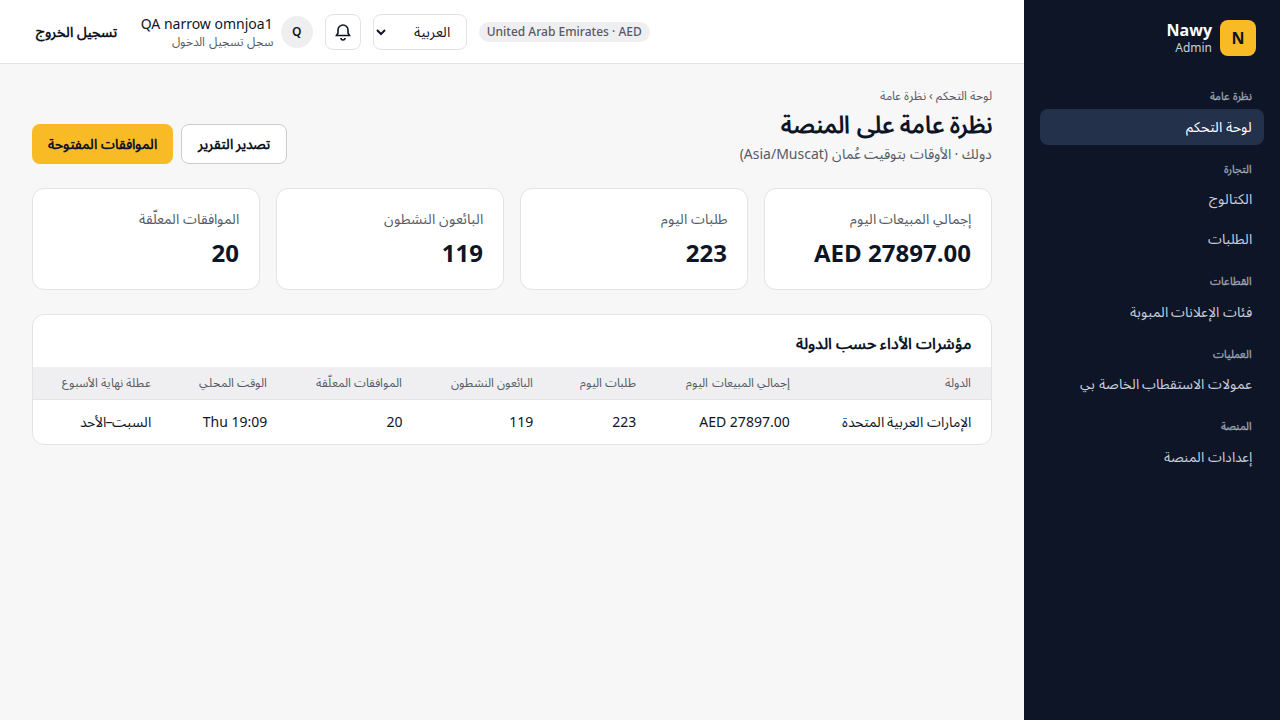 N
Nawy
Admin
نظرة عامة
لوحة التحكم
التجارة
الكتالوج
الطلبات
القطاعات
فئات الإعلانات المبوبة
العمليات
عمولات الاستقطاب الخاصة بي
المنصة
إعدادات المنصة
United Arab Emirates · AED
العربية
Q
QA narrow omnjoa1
سجل تسجيل الدخول
تسجيل الخروج
لوحة التحكم › نظرة عامة
نظرة عامة على المنصة
دولك · الأوقات بتوقيت عُمان (Asia/Muscat)
تصدير التقرير
الموافقات المفتوحة
إجمالي المبيعات اليوم
AED 27897.00
طلبات اليوم
223
البائعون النشطون
119
الموافقات المعلّقة
20
مؤشرات الأداء حسب الدولة
الدولة إجمالي المبيعات اليوم طلبات اليوم البائعون النشطون الموافقات المعلّقة الوقت المحلي عطلة نهاية الأسبوع
الإمارات العربية المتحدة AED 27897.00 223 119 20 Thu 19:09 السبت–الأحد